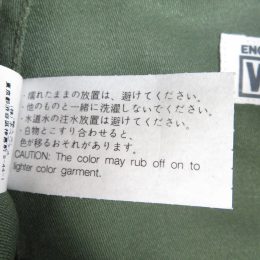 ・濡れたままの放置は、避けてください。
・他のものと一緒に洗濯しないでください。
・水道水の注水放置は、避けてください。
・白物とこすり合すると、
色が移るおそれがあります。
CAUTION: The color may rub off on to
lighter color garment.
ENG
W